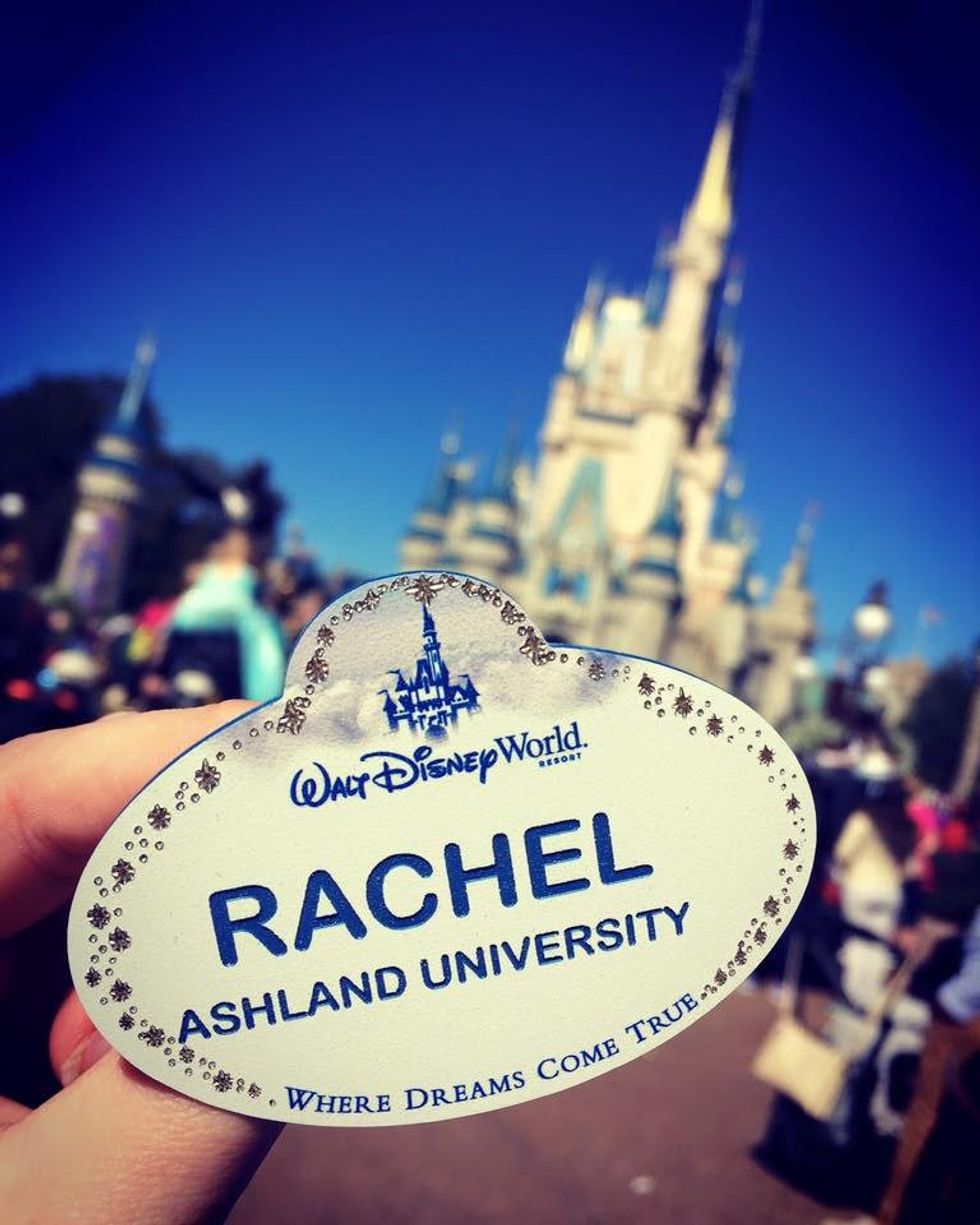 Walt Disney World.
RESORT
RACHEL
ASHLAND UNIVERSITY
WHERE DREAMS COME TRUE